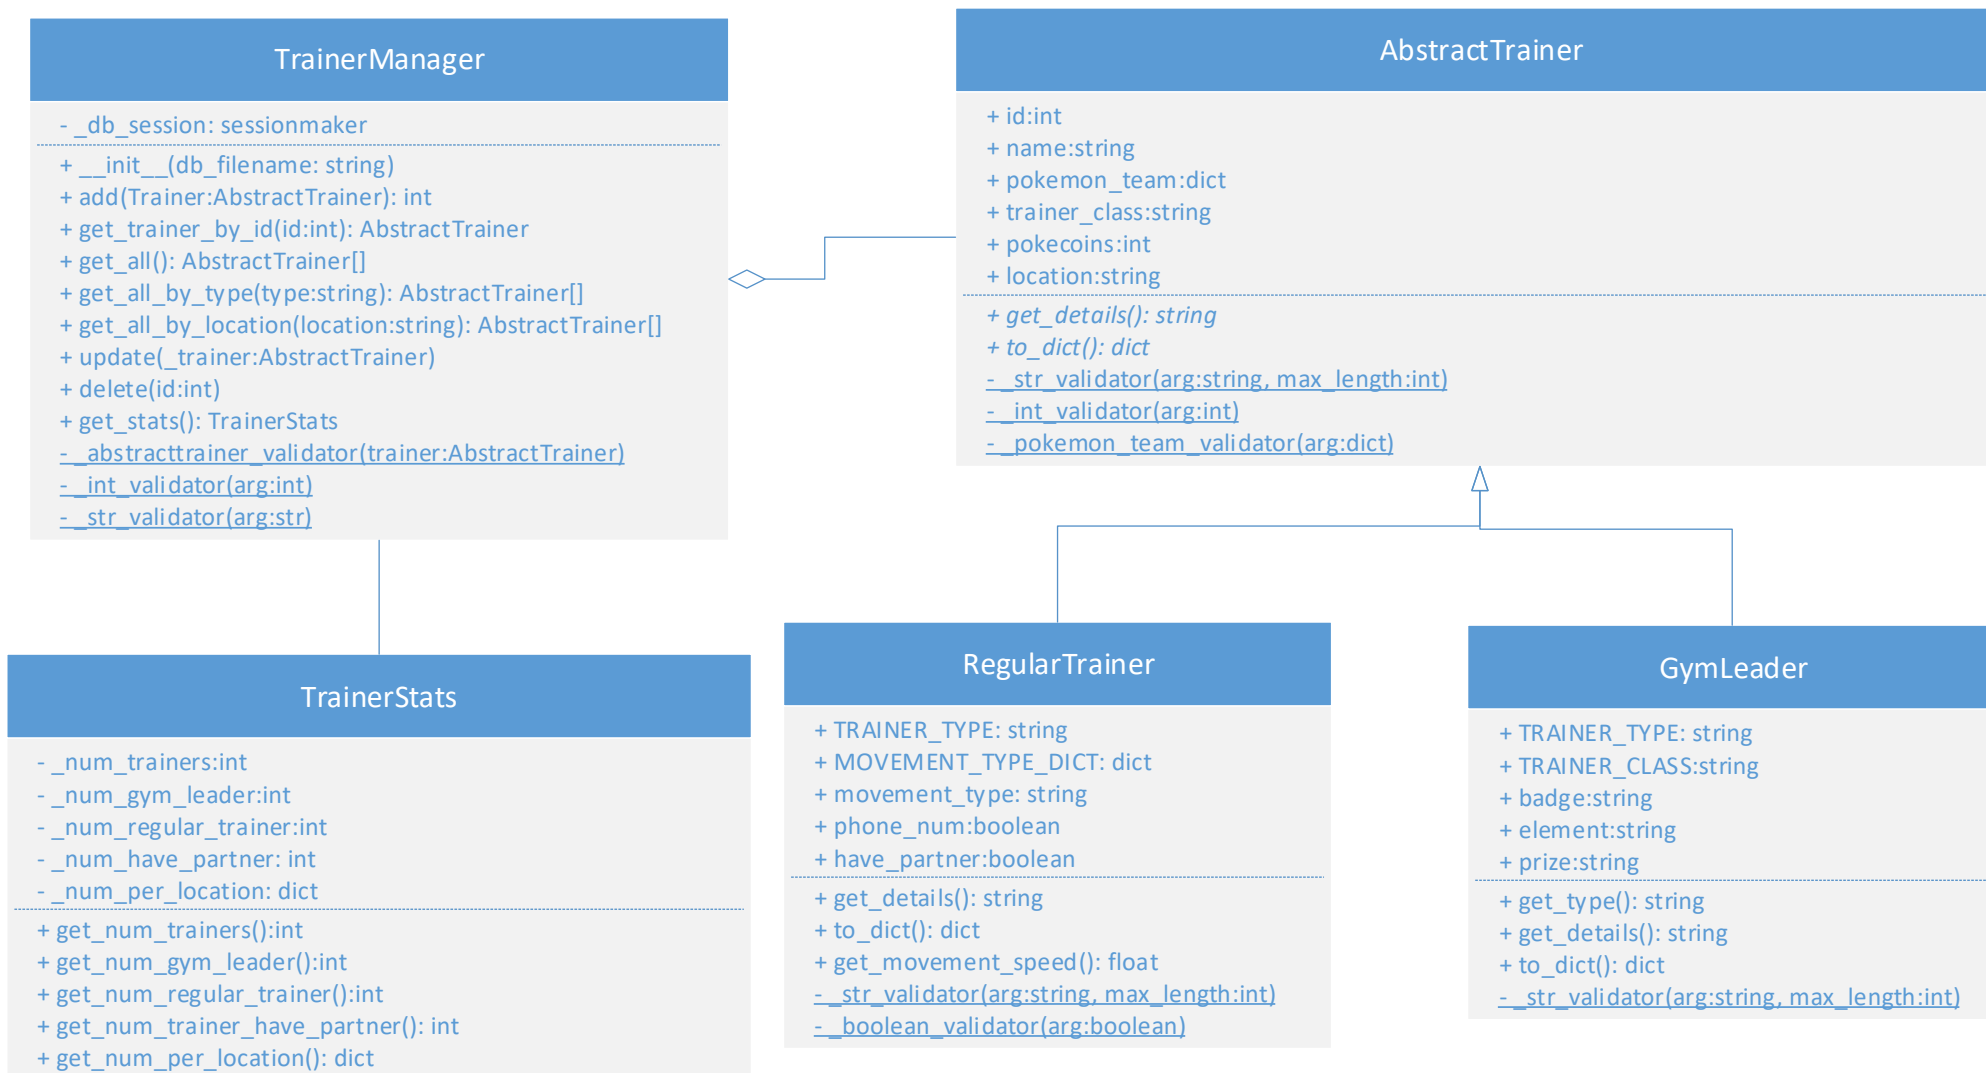 TrainerManager
- _db_session: sessionmaker
+ __init__(db_filename: string)
+ add(Trainer:AbstractTrainer): int
+ get_trainer_by_id(id:int): AbstractTrainer
+ get_all(): AbstractTrainer[]
+ get_all_by_type(type:string): AbstractTrainer[]
+ get_all_by_location(location:string): AbstractTrainer[]
+ update(_trainer:AbstractTrainer)
+ delete(id:int)
+ get_stats(): TrainerStats
- _abstracttrainer_validator(trainer:AbstractTrainer)
- _int_validator(arg:int)
- _str_validator(arg:str)
AbstractTrainer
+ id:int
+ name:string
+ pokemon_team:dict
+ trainer_class:string
+ pokecoins:int
+ location:string
+ get_details(): string
+ to_dict(): dict
- _str_validator(arg:string, max_length:int)
- _int_validator(arg:int)
- _pokemon_team_validator(arg:dict)
TrainerStats
- _num_trainers:int
- _num_gym_leader:int
- _num_regular_trainer:int
- _num_have_partner: int
- _num_per_location: dict
+ get_num_trainers():int
+ get_num_gym_leader():int
+ get_num_regular_trainer():int
+ get_num_trainer_have_partner(): int
+ get_num_per_location(): dict
RegularTrainer
+ TRAINER_TYPE: string
+ MOVEMENT_TYPE_DICT: dict
+ movement_type: string
+ phone_num:boolean
+ have_partner:boolean
+ get_details(): string
+ to_dict(): dict
+ get_movement_speed(): float
- _str_validator(arg:string, max_length:int)
- _boolean_validator(arg:boolean)
GymLeader
+ TRAINER_TYPE: string
+ TRAINER_CLASS:string
+ badge:string
+ element:string
+ prize:string
+ get_type(): string
+ get_details(): string
+ to_dict(): dict
- _str_validator(arg:string, max_length:int)